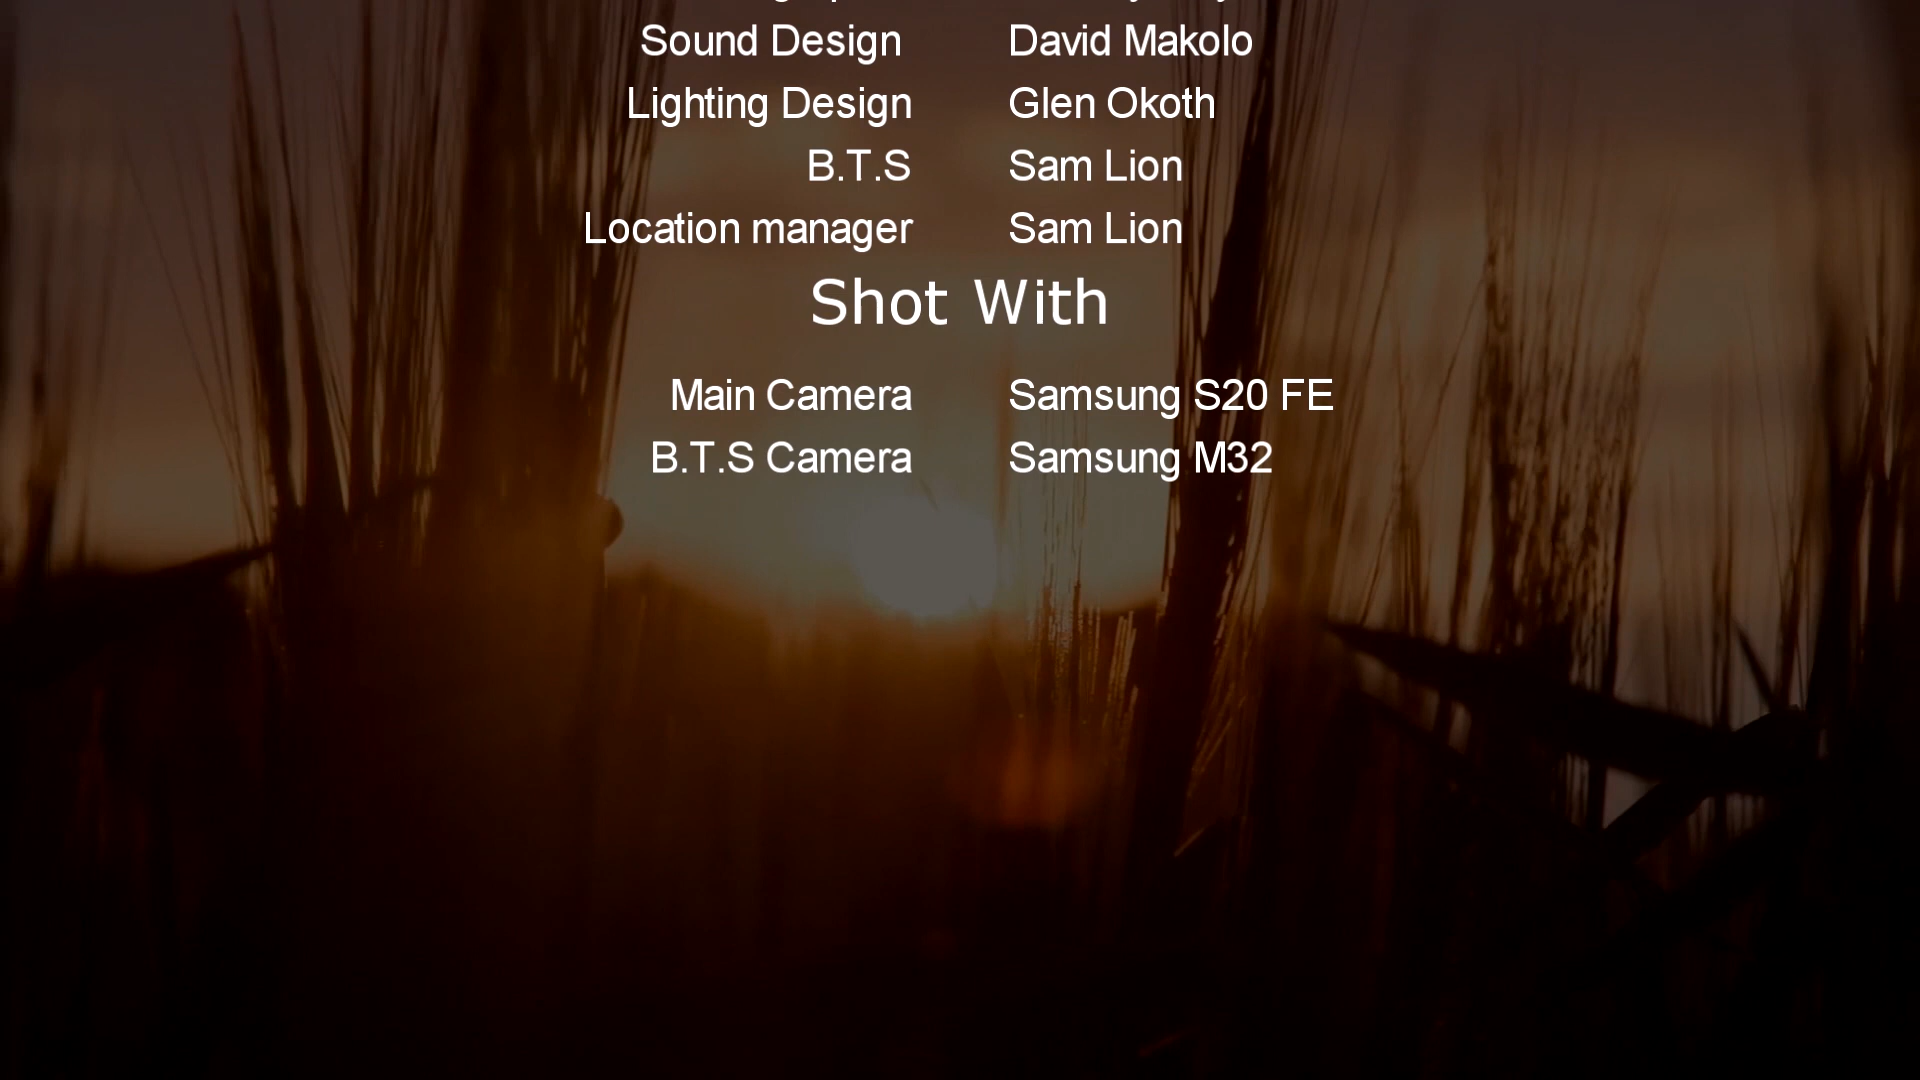 Sound Design David Makolo
Lighting Design Glen Okoth
B.T.S Sam Lion
Location manager Sam Lion
Shot With
Main Camera Samsung S20 FE
B.T.S Camera Samsung M32